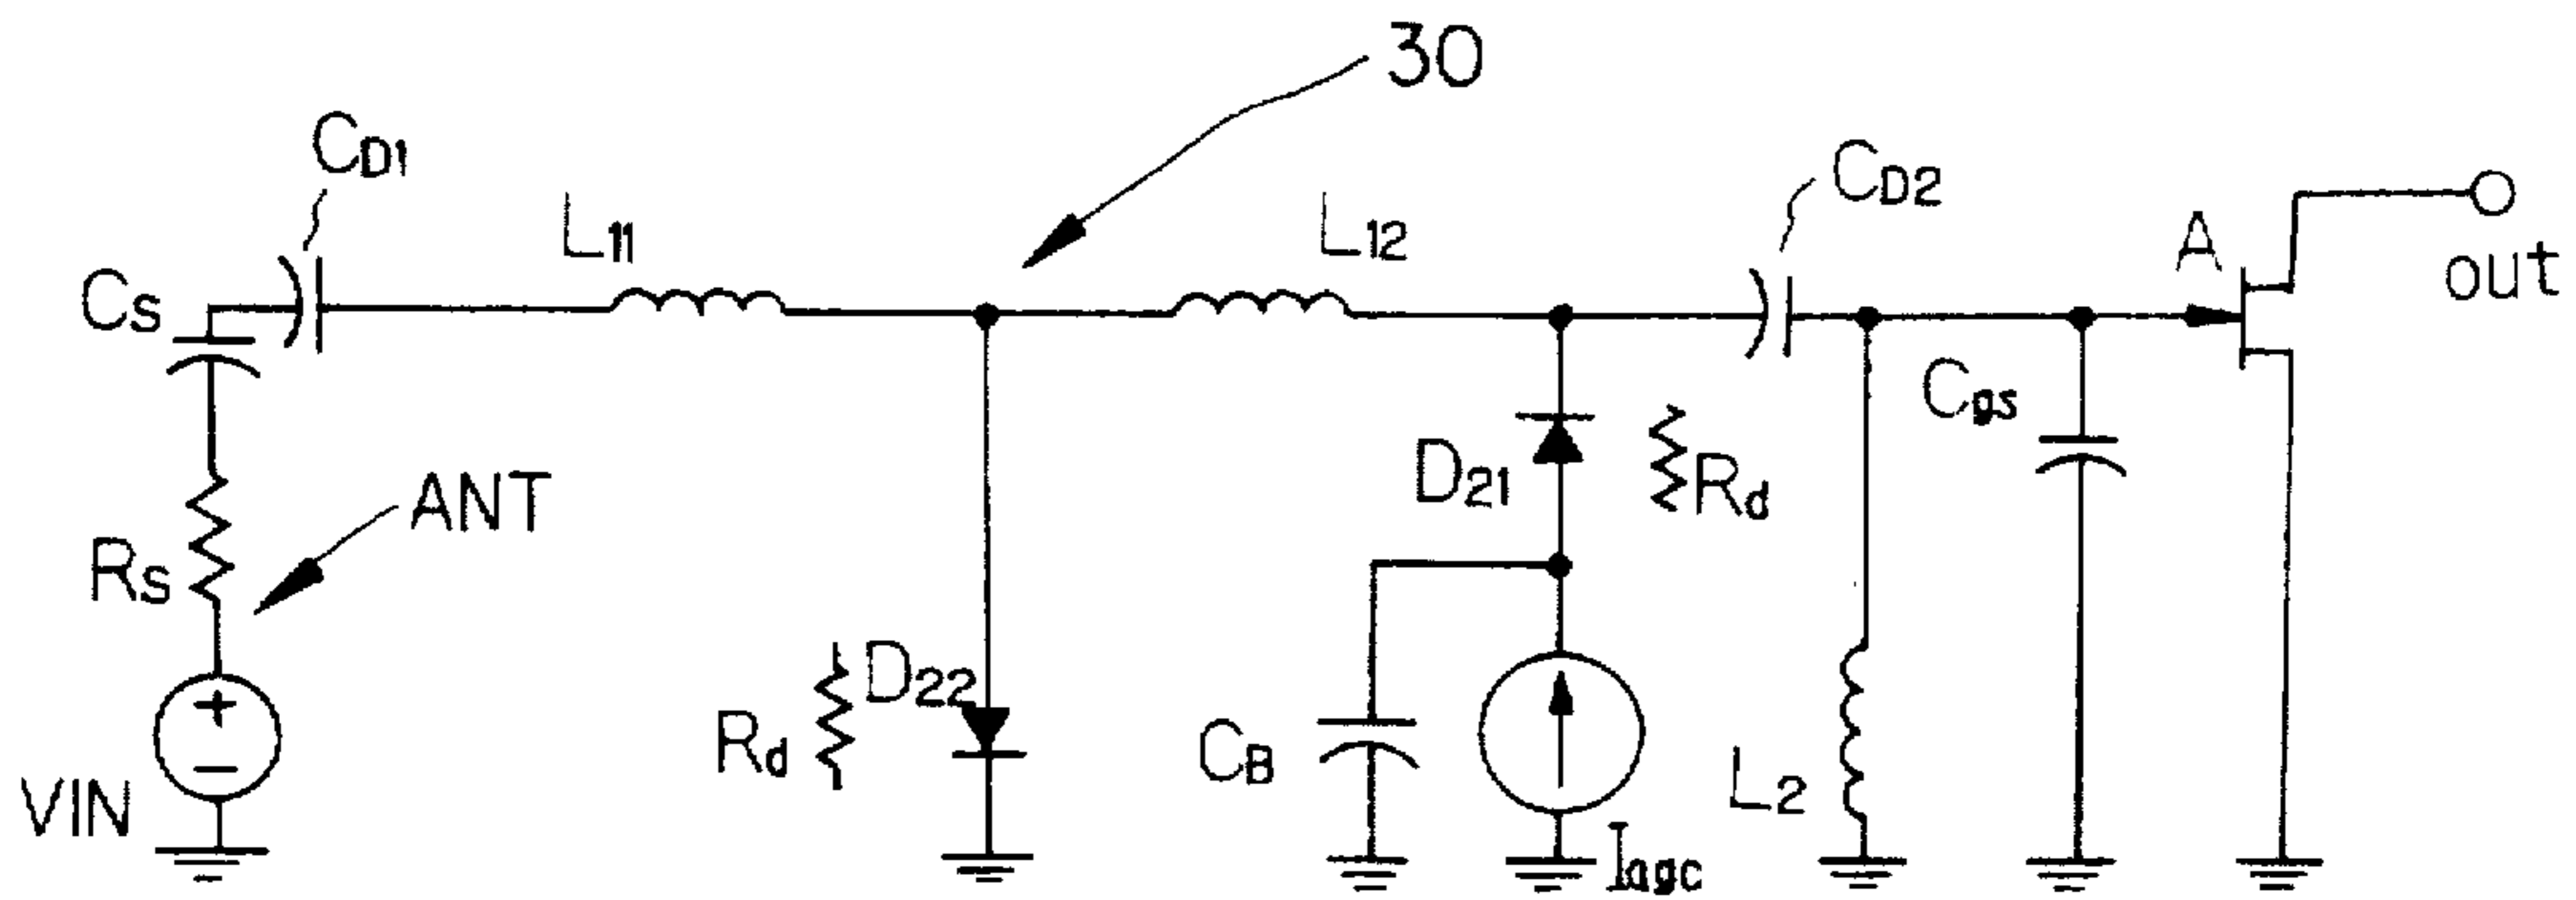 30
CD1
CD2
L11
L12
A
CS
out
Cgs
D21
Rd
ANT
RS
D22
Rd
CB
L2
VIN
Iagc